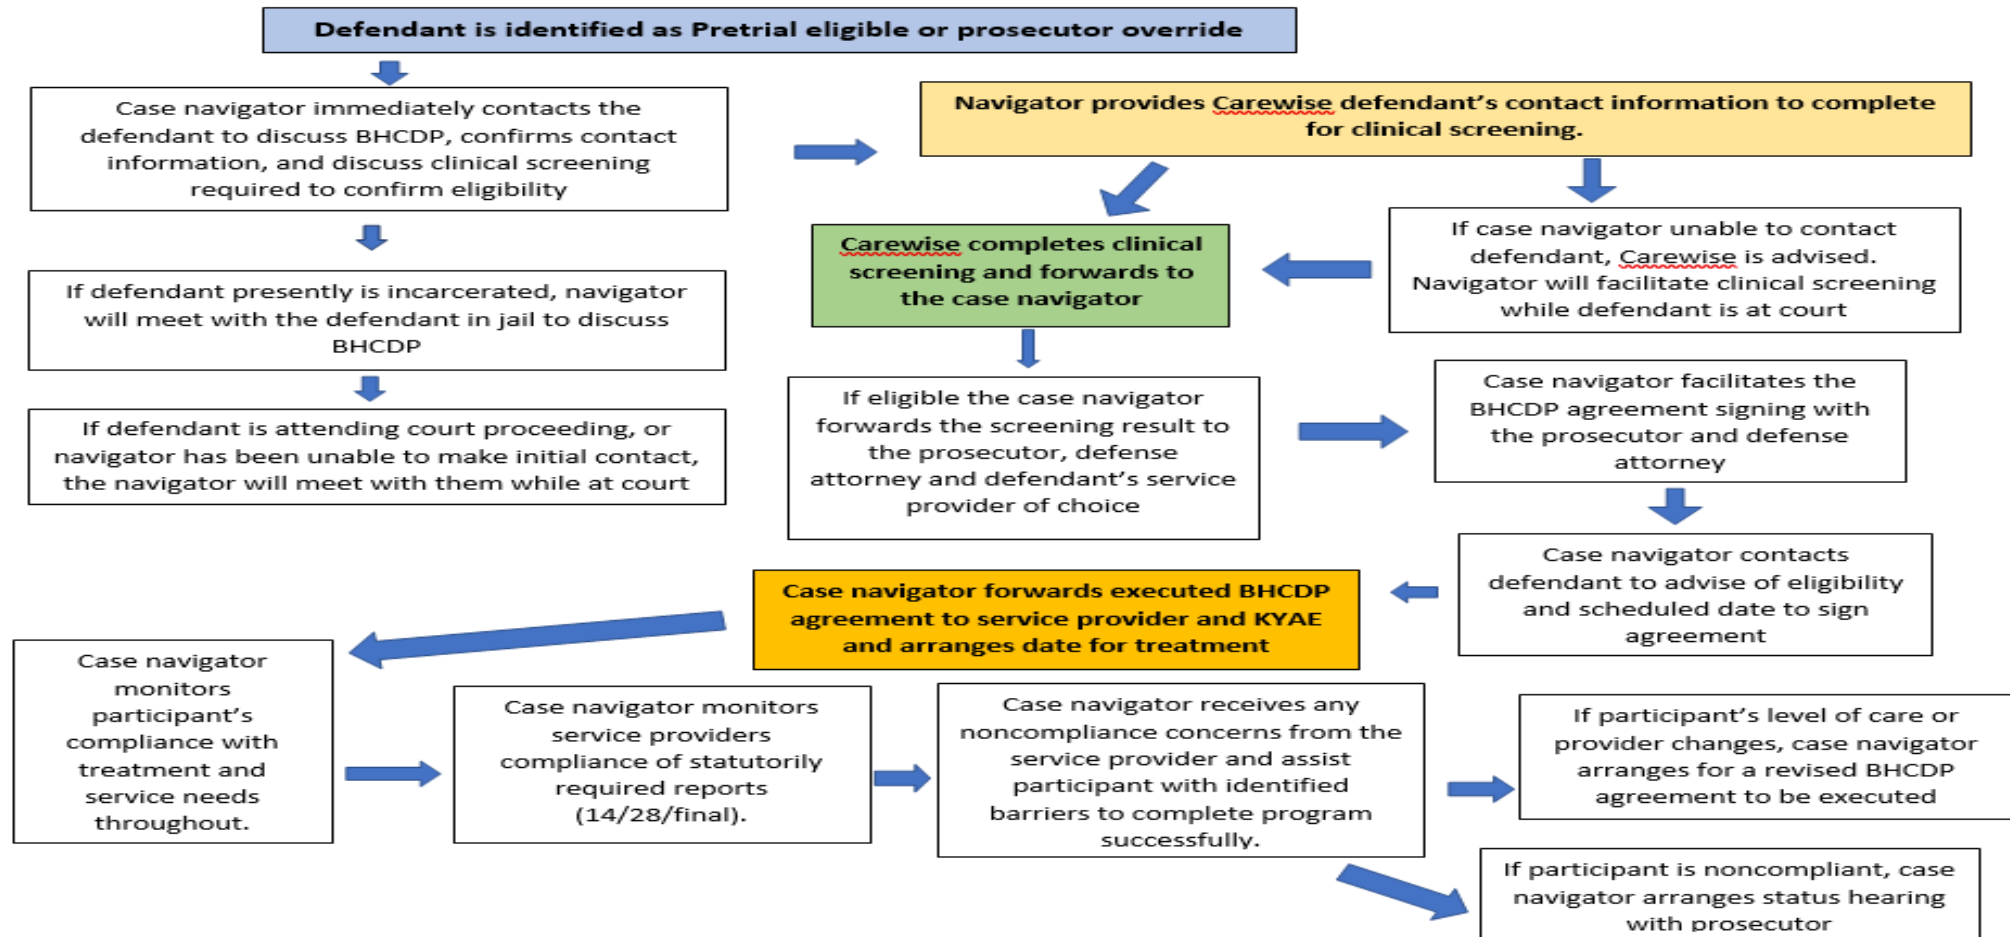 Defendant is identified as Pretrial eligible or prosecutor override
Case navigator immediately contacts the
defendant to discuss BHCDP, confirms contact
information, and discuss clinical screening
required to confirm eligibility
Navigator provides Carewise defendant's contact information to complete
for clinical screening.
If defendant presently is incarcerated, navigator
will meet with the defendant in jail to discuss
BHCDP
If defendant is attending court proceeding, or
navigator has been unable to make initial contact,
the navigator will meet with them while at court
Carewise completes clinical
screening and forwards to
the case navigator
If case navigator unable to contact
defendant, Carewise is advised.
Navigator will facilitate clinical screening
while defendant is at court
If eligible the case navigator
forwards the screening result to
the prosecutor, defense
attorney and defendant's service
provider of choice
Case navigator facilitates the
BHCDP agreement signing with
the prosecutor and defense
attorney
Case navigator contacts
defendant to advise of eligibility
and scheduled date to sign
agreement
Case navigator forwards executed BHCDP
agreement to service provider and KYAE
and arranges date for treatment
Case navigator
monitors
participant's
compliance with
treatment and
service needs
throughout.
Case navigator monitors
service providers
compliance of statutorily
required reports
(14/28/final).
Case navigator receives any
noncompliance concerns from the
service provider and assist
participant with identified
barriers to complete program
successfully.
If participant's level of care or
provider changes, case navigator
arranges for a revised BHCDP
agreement to be executed
If participant is noncompliant, case
navigator arranges status hearing
with prosecutor